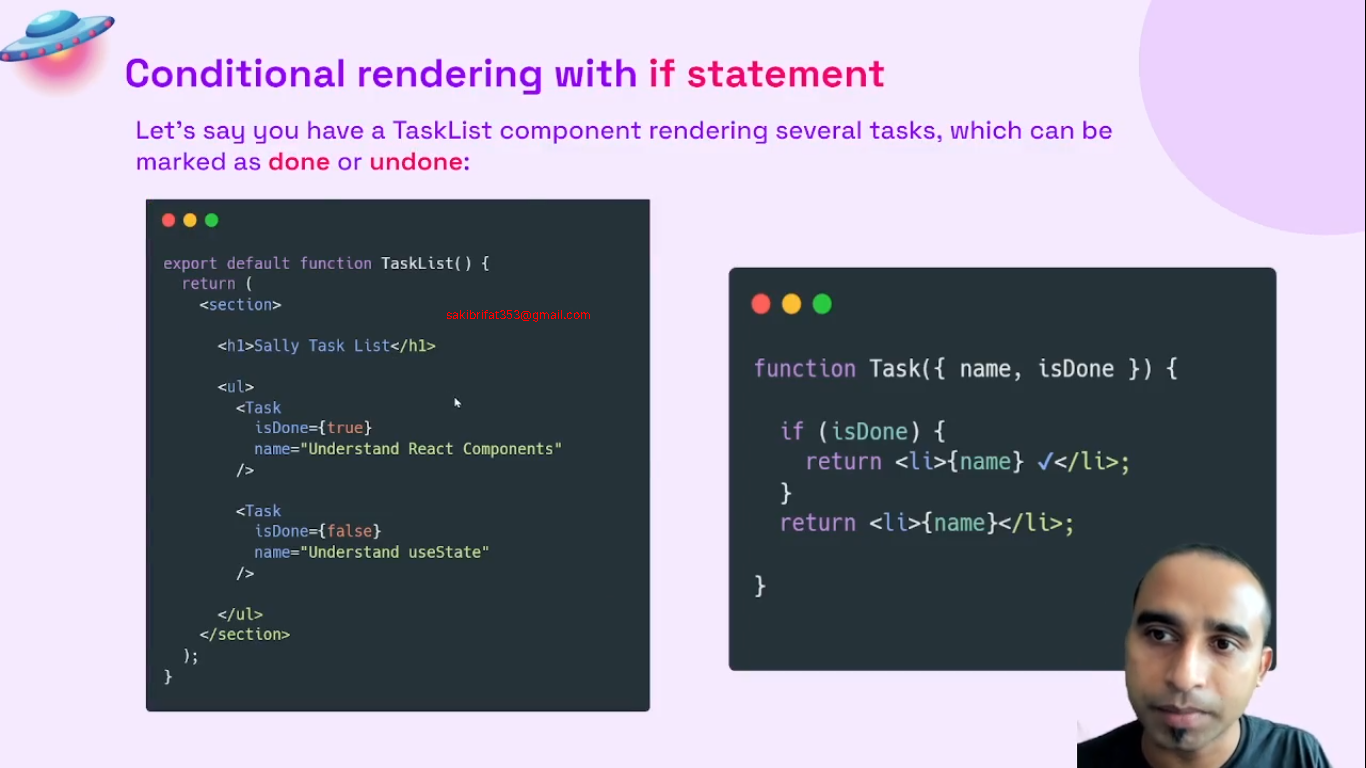 Conditional rendering with if statement
Let's say you have a TaskList component rendering several tasks, which can be
marked as done or undone:
export default function TaskList() {
return (
<section>
sakibrifat353@gmail.com
<h1>Sally Task List</h1>
<ul>
<Task
isDone={true}
name="Understand React Components"
/>
<Task
isDone={false}
name="Understand useState"
/>
</ul>
</section>
);
}
function Task({ name, isDone }) {
if (isDone) {
return <li>{name} ✓</li>;
}
return <li>{name}</li>;
}